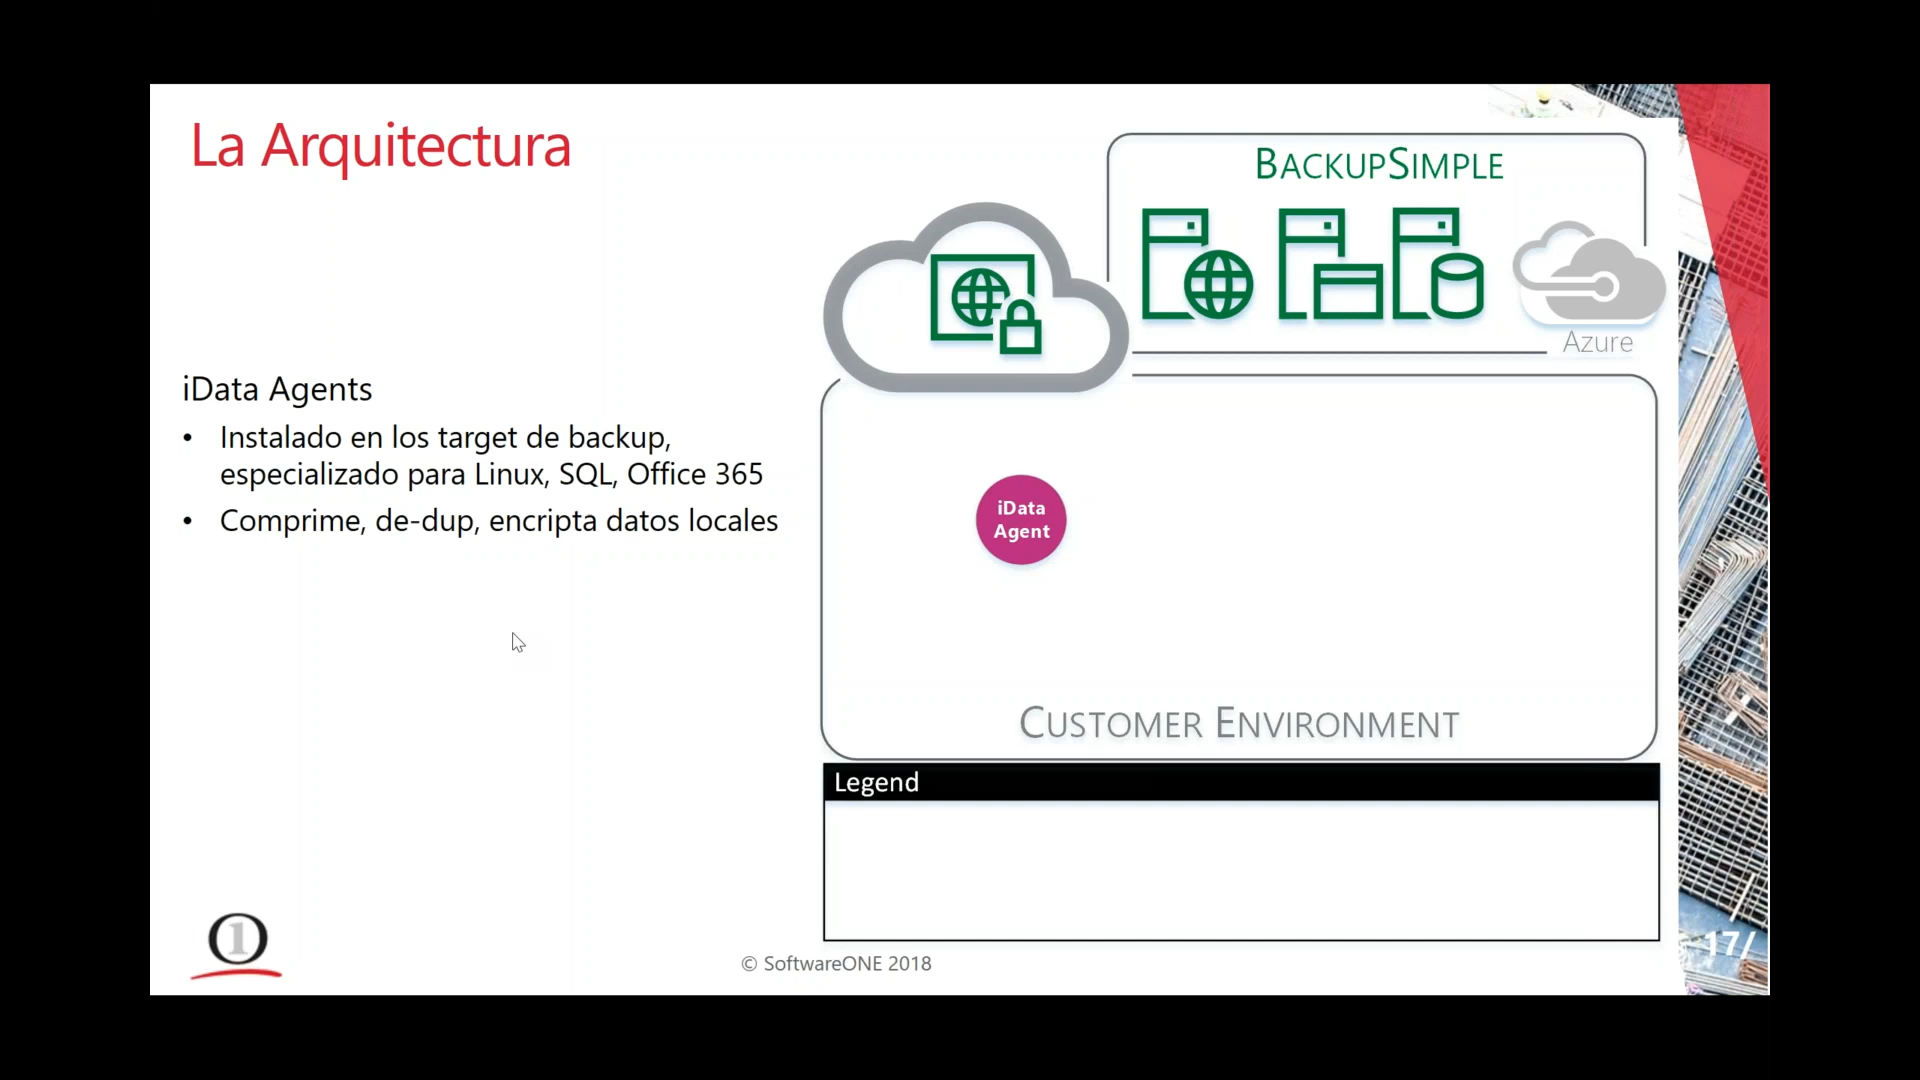 La Arquitectura
BACKUPSIMPLE
Azure
iData Agents
• Instalado en los target de backup,
especializado para Linux, SQL, Office 365
• Comprime, de-dup, encripta datos locales
iData
Agent
CUSTOMER ENVIRONMENT
Legend
© SoftwareONE 2018
17/